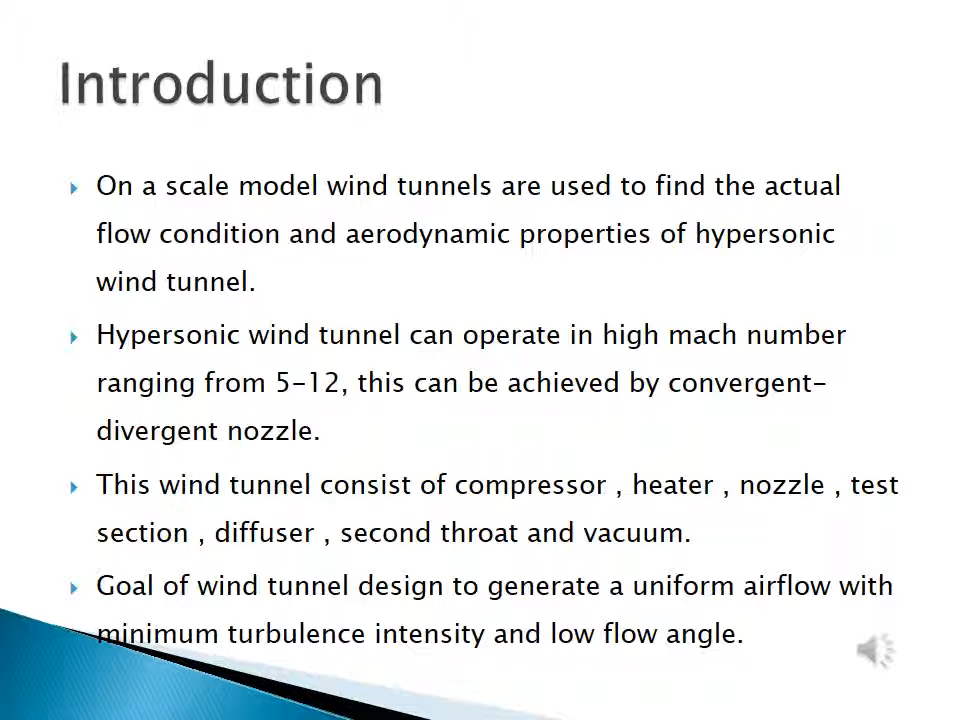 Introduction
On a scale model wind tunnels are used to find the actual
flow condition and aerodynamic properties of hypersonic
wind tunnel.
Hypersonic wind tunnel can operate in high mach number
ranging from 5-12, this can be achieved by convergent-
divergent nozzle.
This wind tunnel consist of compressor , heater , nozzle , test
section , diffuser , second throat and vacuum.
Goal of wind tunnel design to generate a uniform airflow with
minimum turbulence intensity and low flow angle.